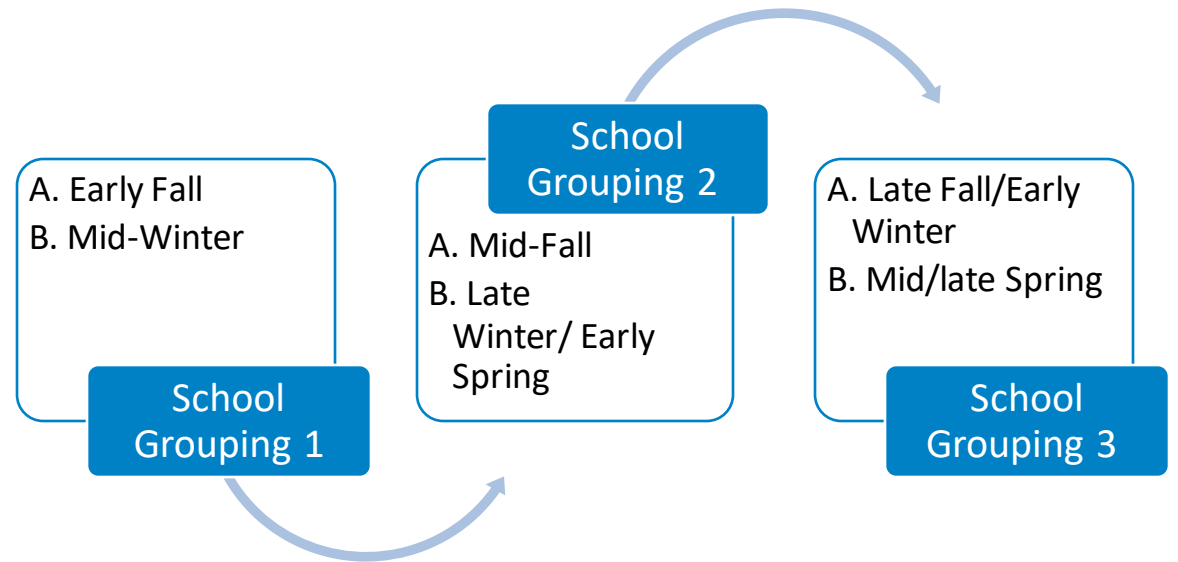 A. Early Fall
B. Mid-Winter
School
Grouping 1
School
Grouping 2
A. Mid-Fall
B. Late
Winter/ Early
Spring
A. Late Fall/Early
Winter
B. Mid/late Spring
School
Grouping 3